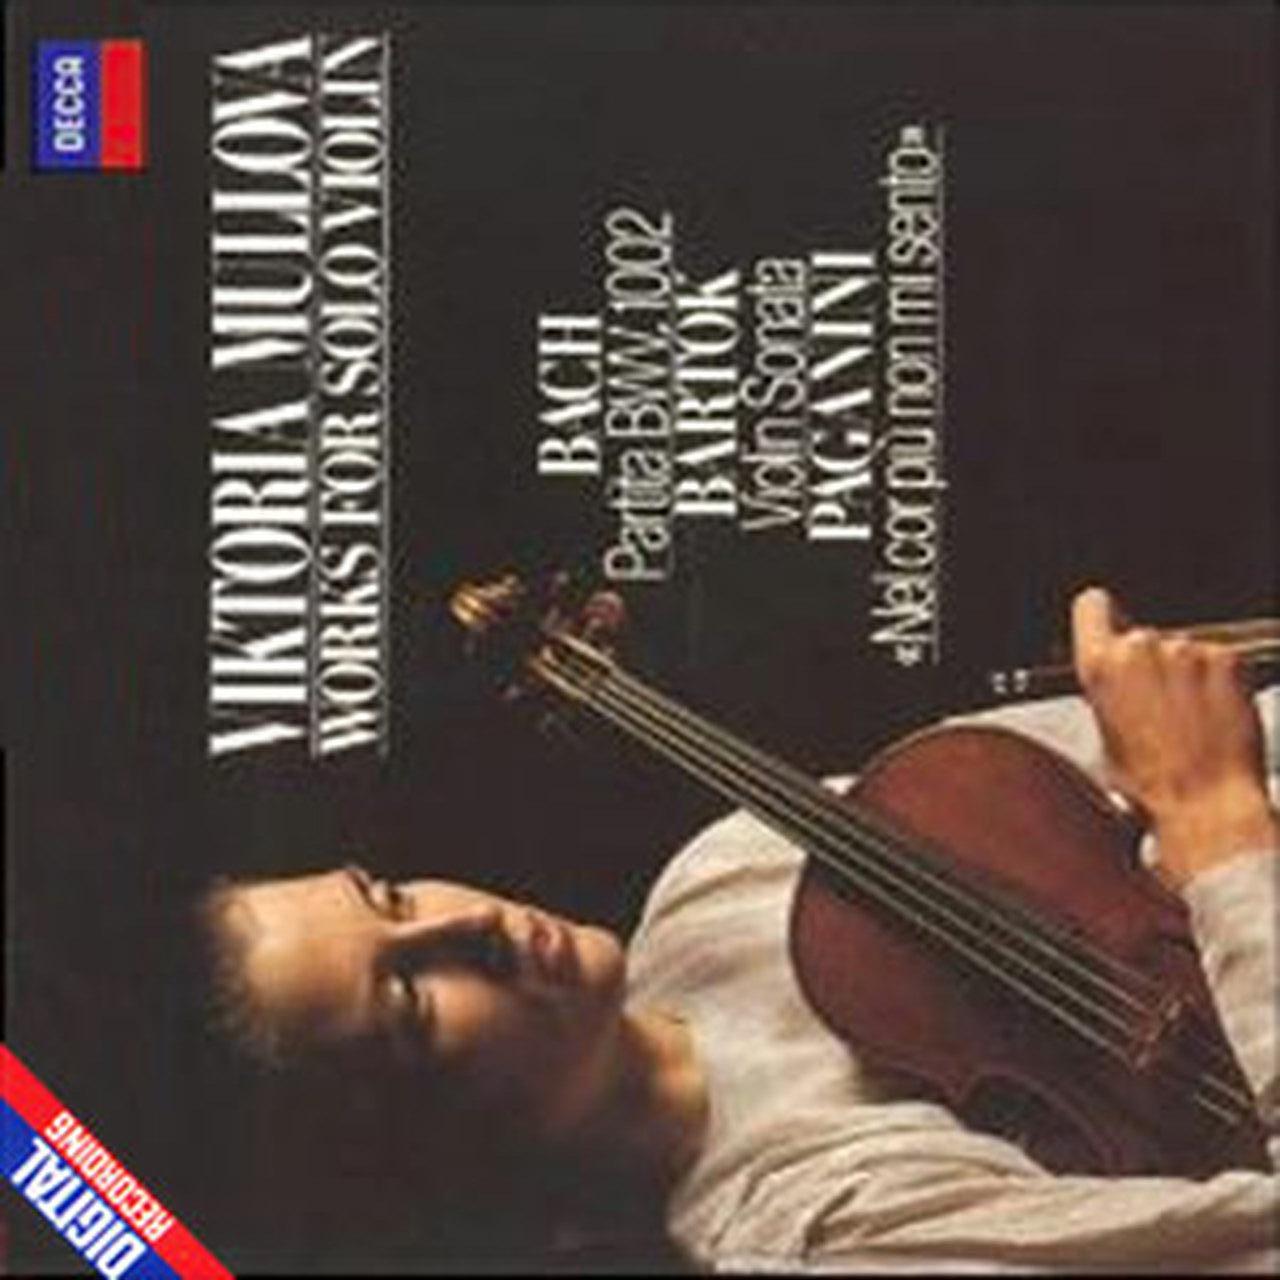 DECCA
VIKTORIA MULLOVA
WORKS FOR SOLO VIOLIN
BACH
Partita BWV 1002
BARTÓK
Violin Sonata
PAGANINI
«Nel cor più non mi sento»
DIGITAL
RECORDING